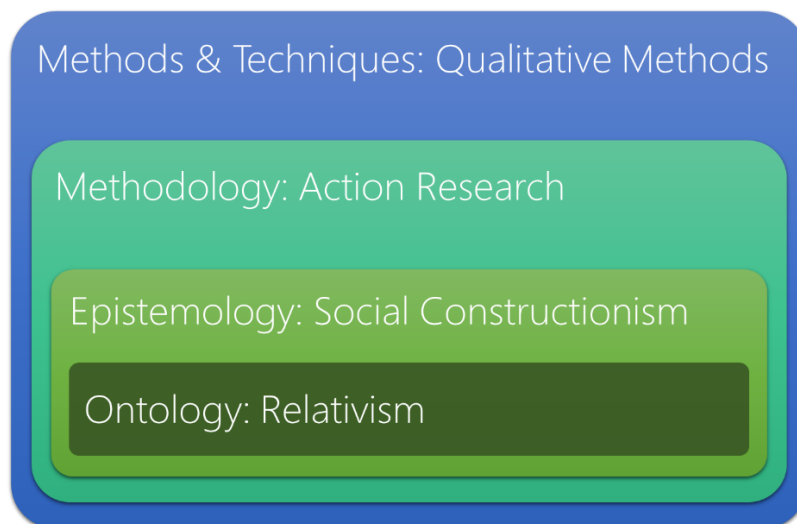 Methods & Techniques: Qualitative Methods
Methodology: Action Research
Epistemology: Social Constructionism
Ontology: Relativism